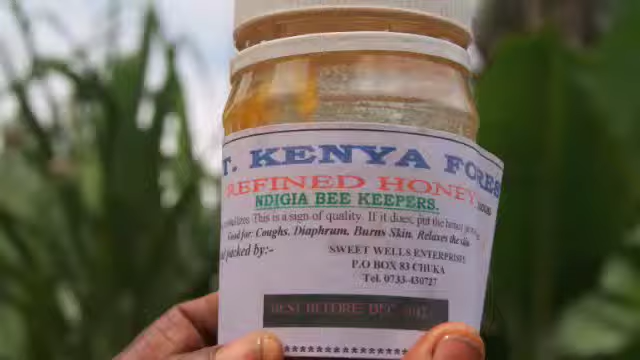 T. KENYA FORES
REFINED HONEY.
NDIGIA BEE KEEPERS.
This is a sign of quality. If it does, put the honey
Good for: Coughs. Diaphrum. Burns Skin. Relaxes the skin
packed by:-
SWEET WELLS ENTERPRISES
P.O BOX 83 CHUKA
Tel. 0733-430727
BEST BEFORE DEC